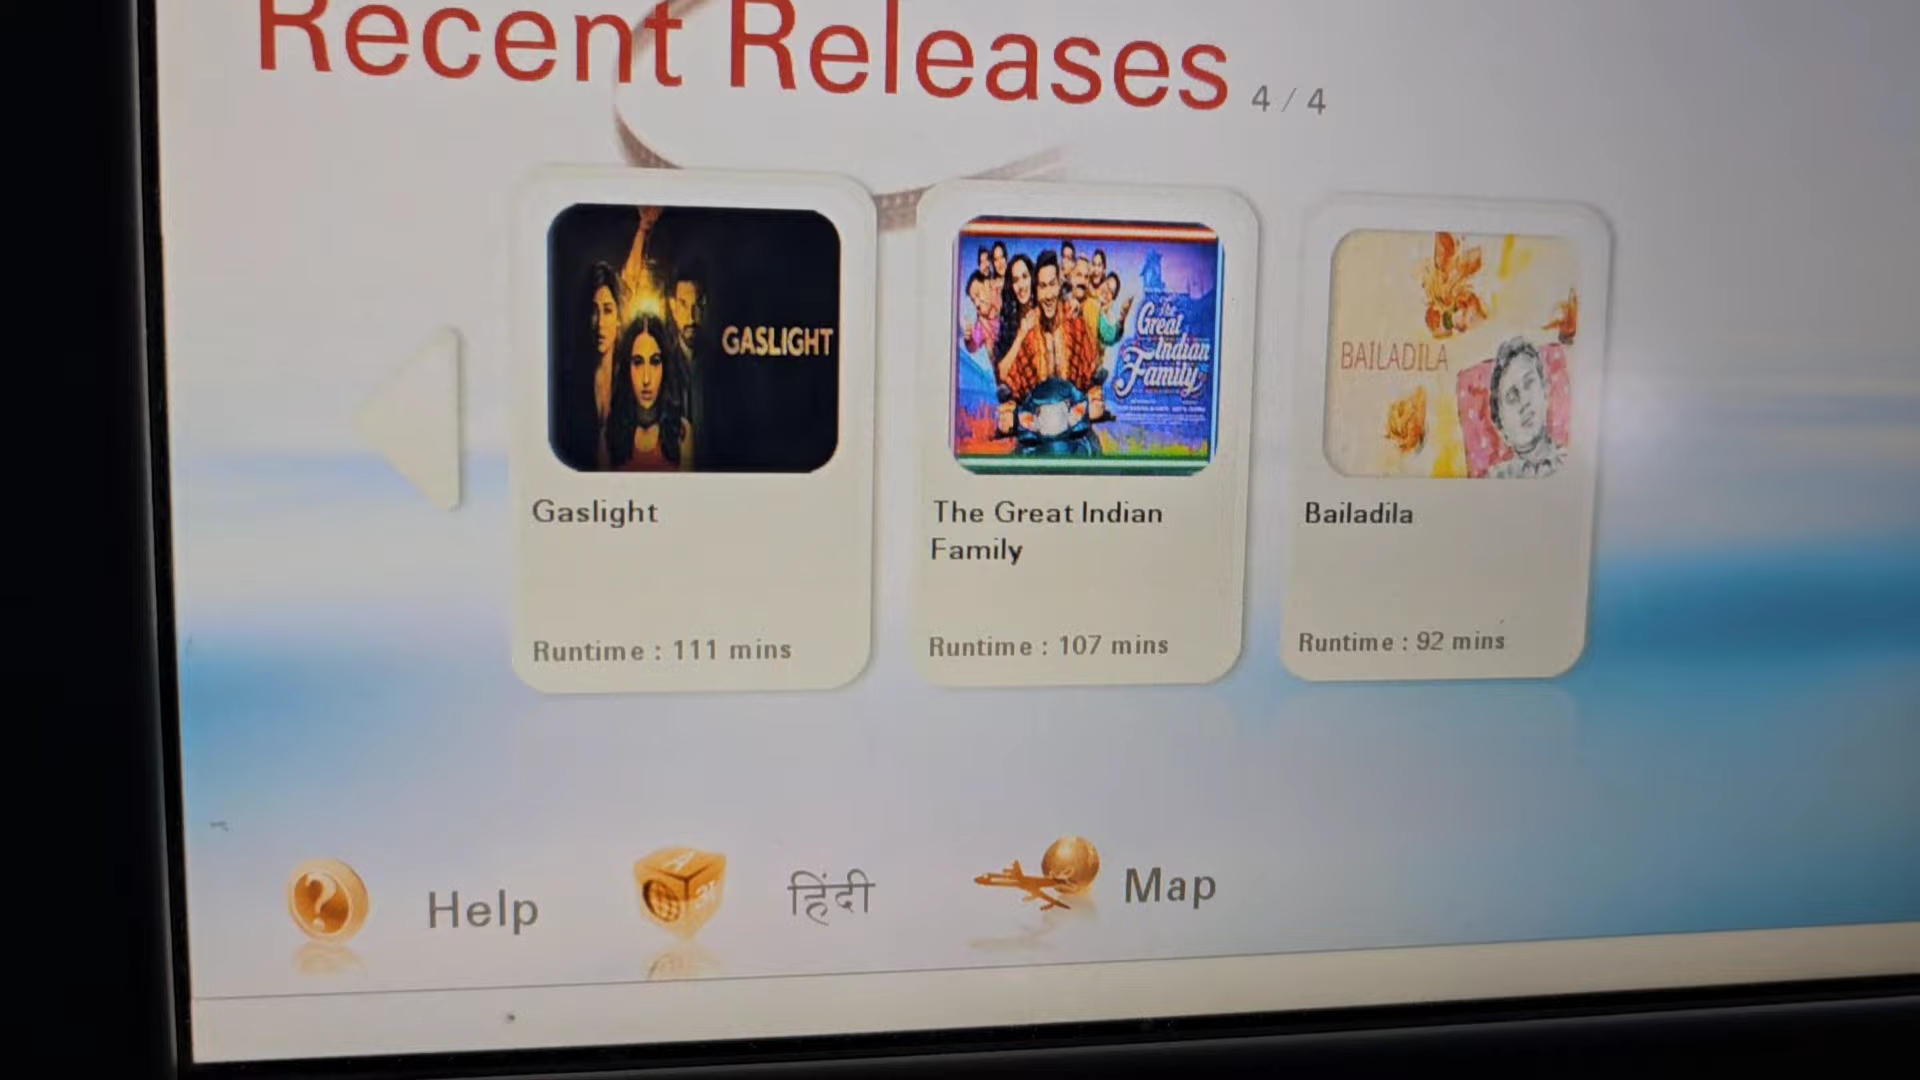 Recent Releases 4 / 4
GASLIGHT
The
Great
Indian
Family
BAILADILA
Gaslight
The Great Indian
Family
Bailadila
Runtime : 111 mins
Runtime : 107 mins
Runtime : 92 mins
Help
हिंदी
Map